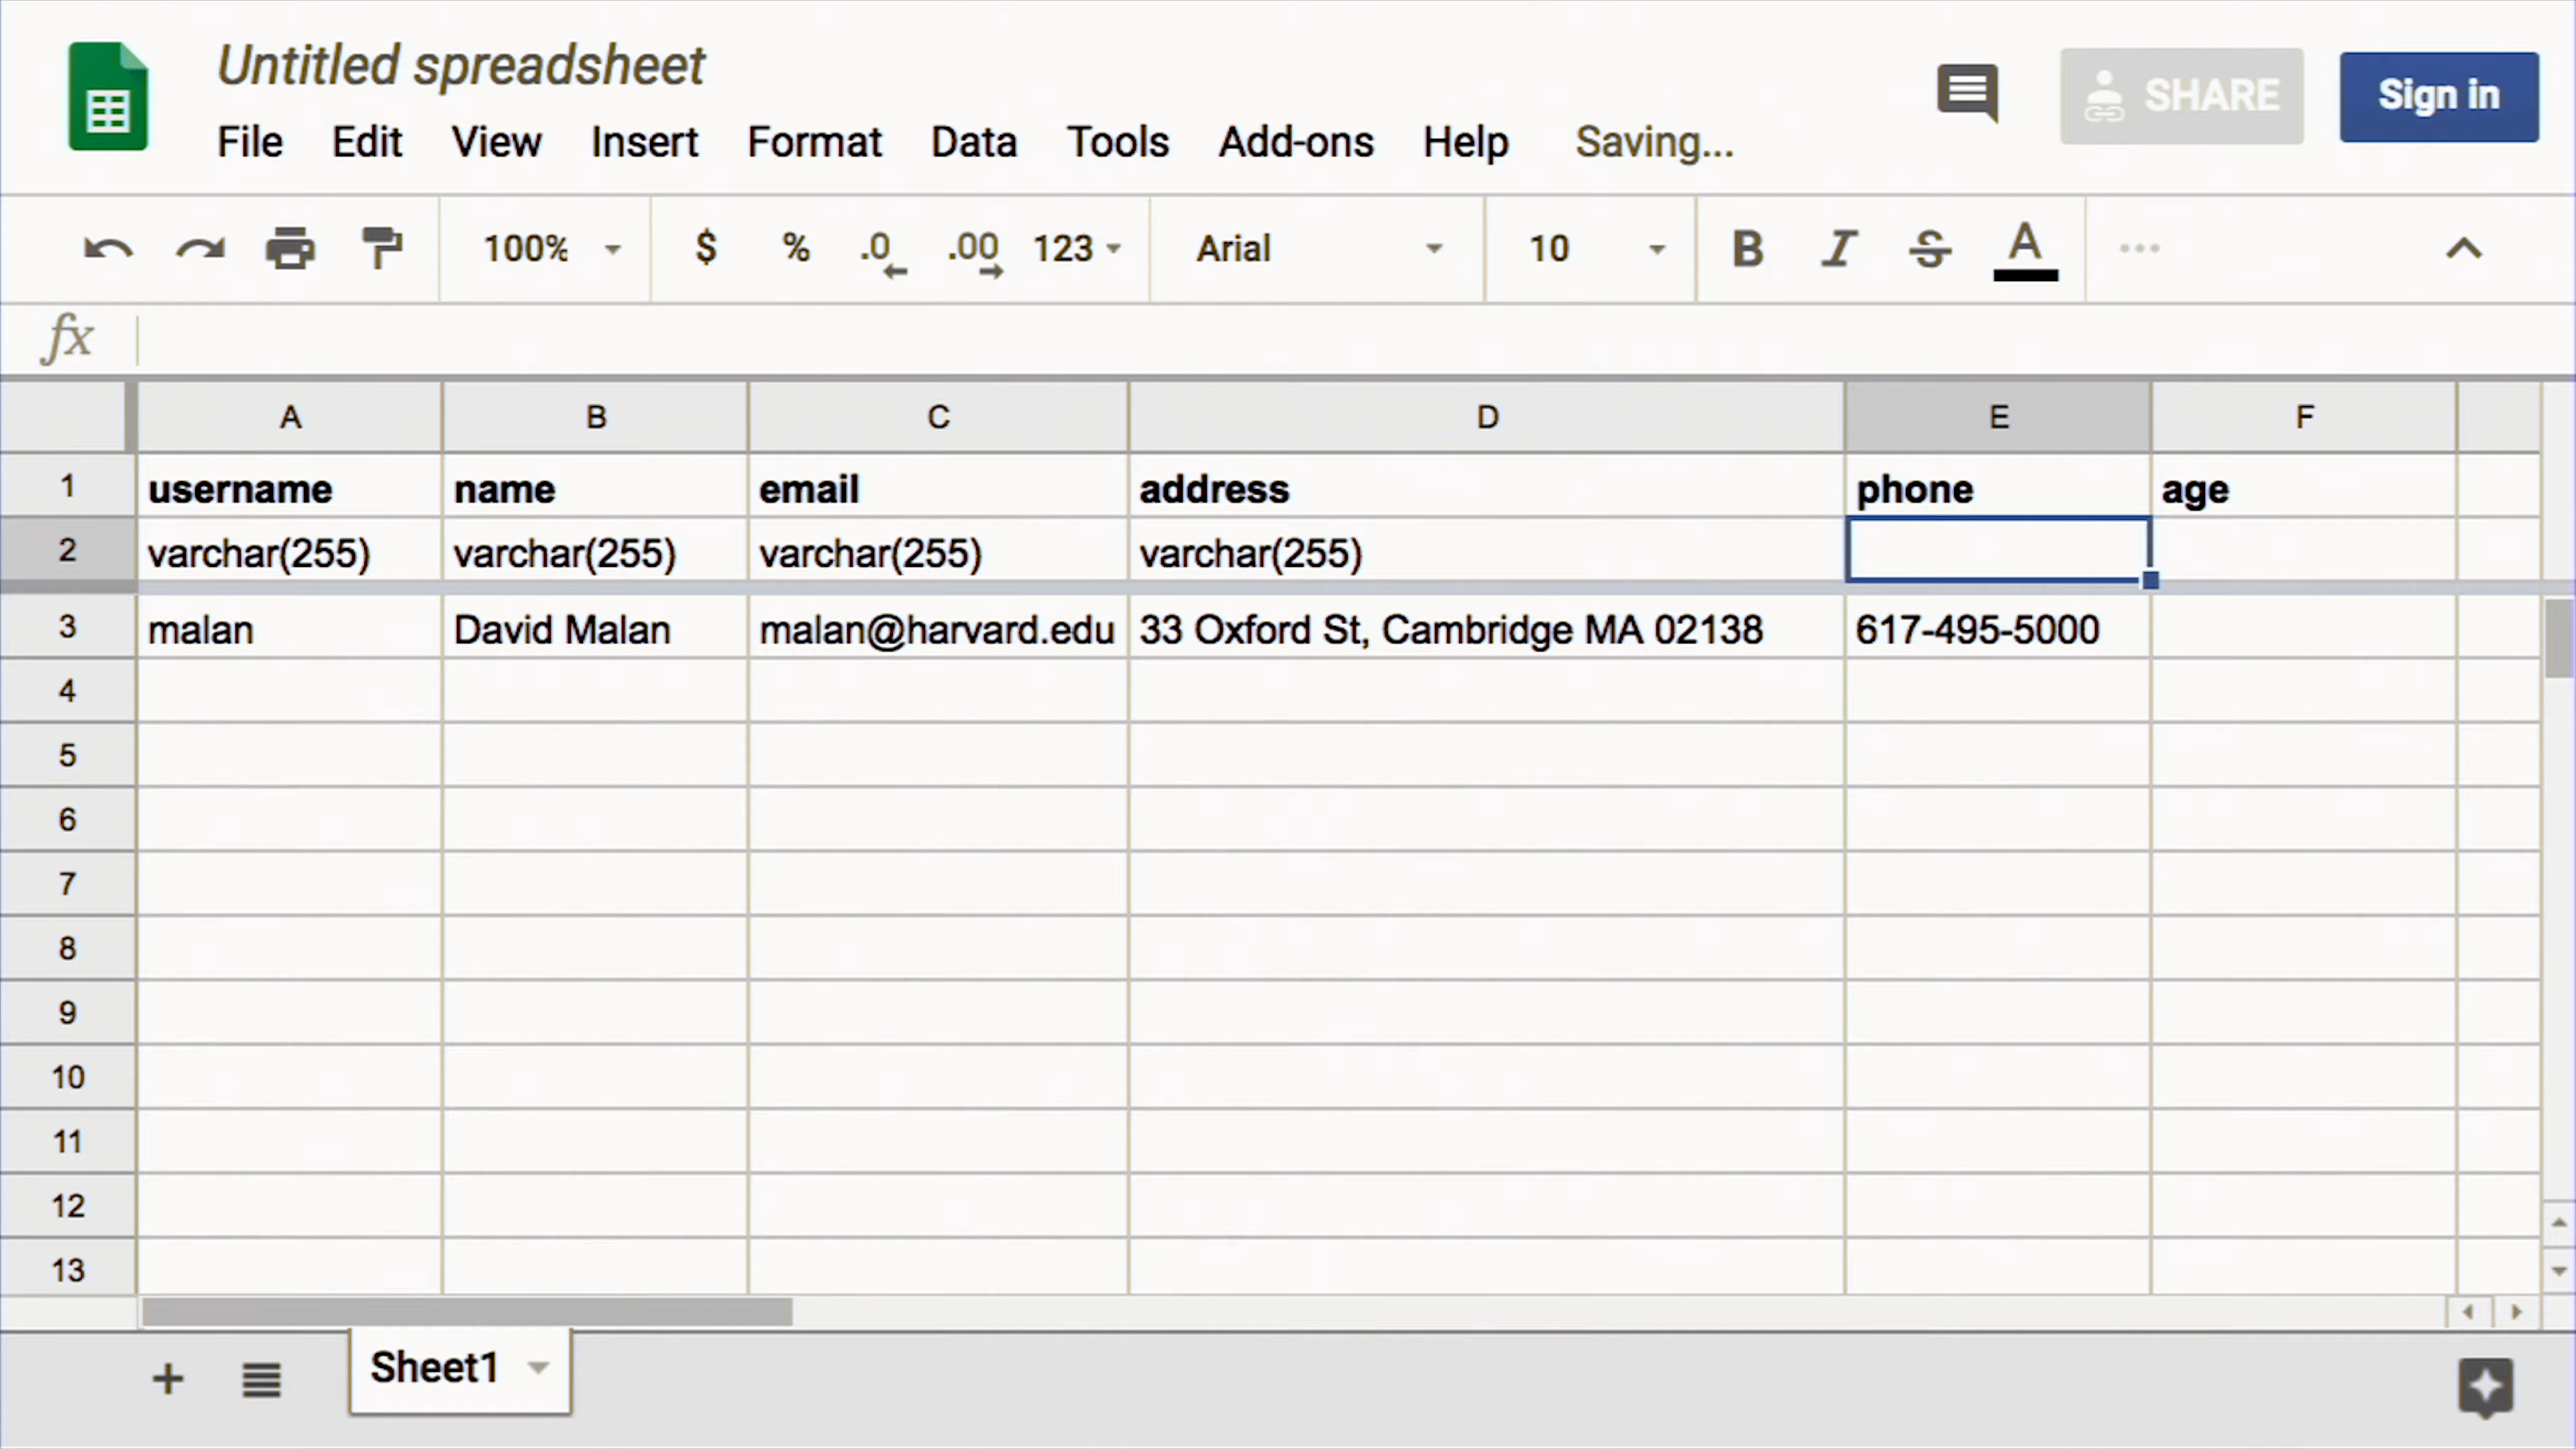 Untitled spreadsheet
File Edit View Insert Format Data Tools Add-ons Help Saving...
SHARE
Sign in
100% $ % .0 .00 123 Arial 10 B I S A
fx
A B C D E F
1 username name email address phone age
2 varchar(255) varchar(255) varchar(255) varchar(255)
3 malan David Malan malan@harvard.edu 33 Oxford St, Cambridge MA 02138 617-495-5000
4
5
6
7
8
9
10
11
12
13
Sheet1